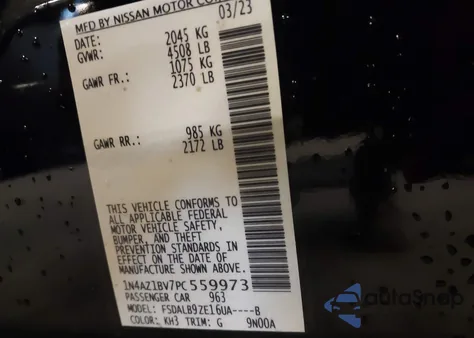 MFD BY NISSAN MOTOR CO
DATE: 03/23
GVWR: 2045 KG
4508 LB
GAWR FR.: 1075 KG
2370 LB
GAWR RR.: 985 KG
2172 LB
THIS VEHICLE CONFORMS TO
ALL APPLICABLE FEDERAL
MOTOR VEHICLE SAFETY,
BUMPER, AND THEFT
PREVENTION STANDARDS IN
EFFECT ON THE DATE OF
MANUFACTURE SHOWN ABOVE.
1N4AZ1BV7PC559973
PASSENGER CAR 963
MODEL: FSDALB9ZE16UA----B
COLOR: KH3 TRIM: G 9N00A
autoSnap